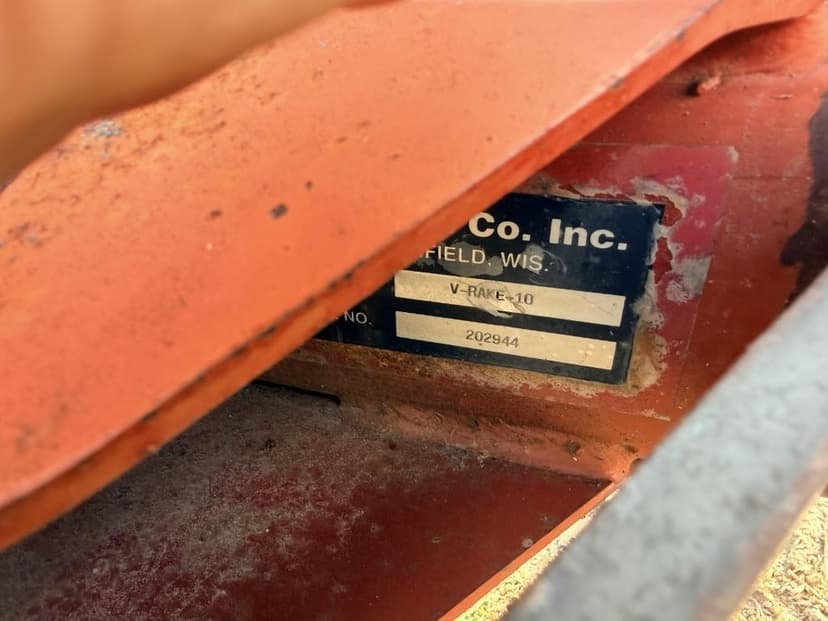 Co. Inc.
FIELD, WIS.
V-RAKE-10
NO.
202944